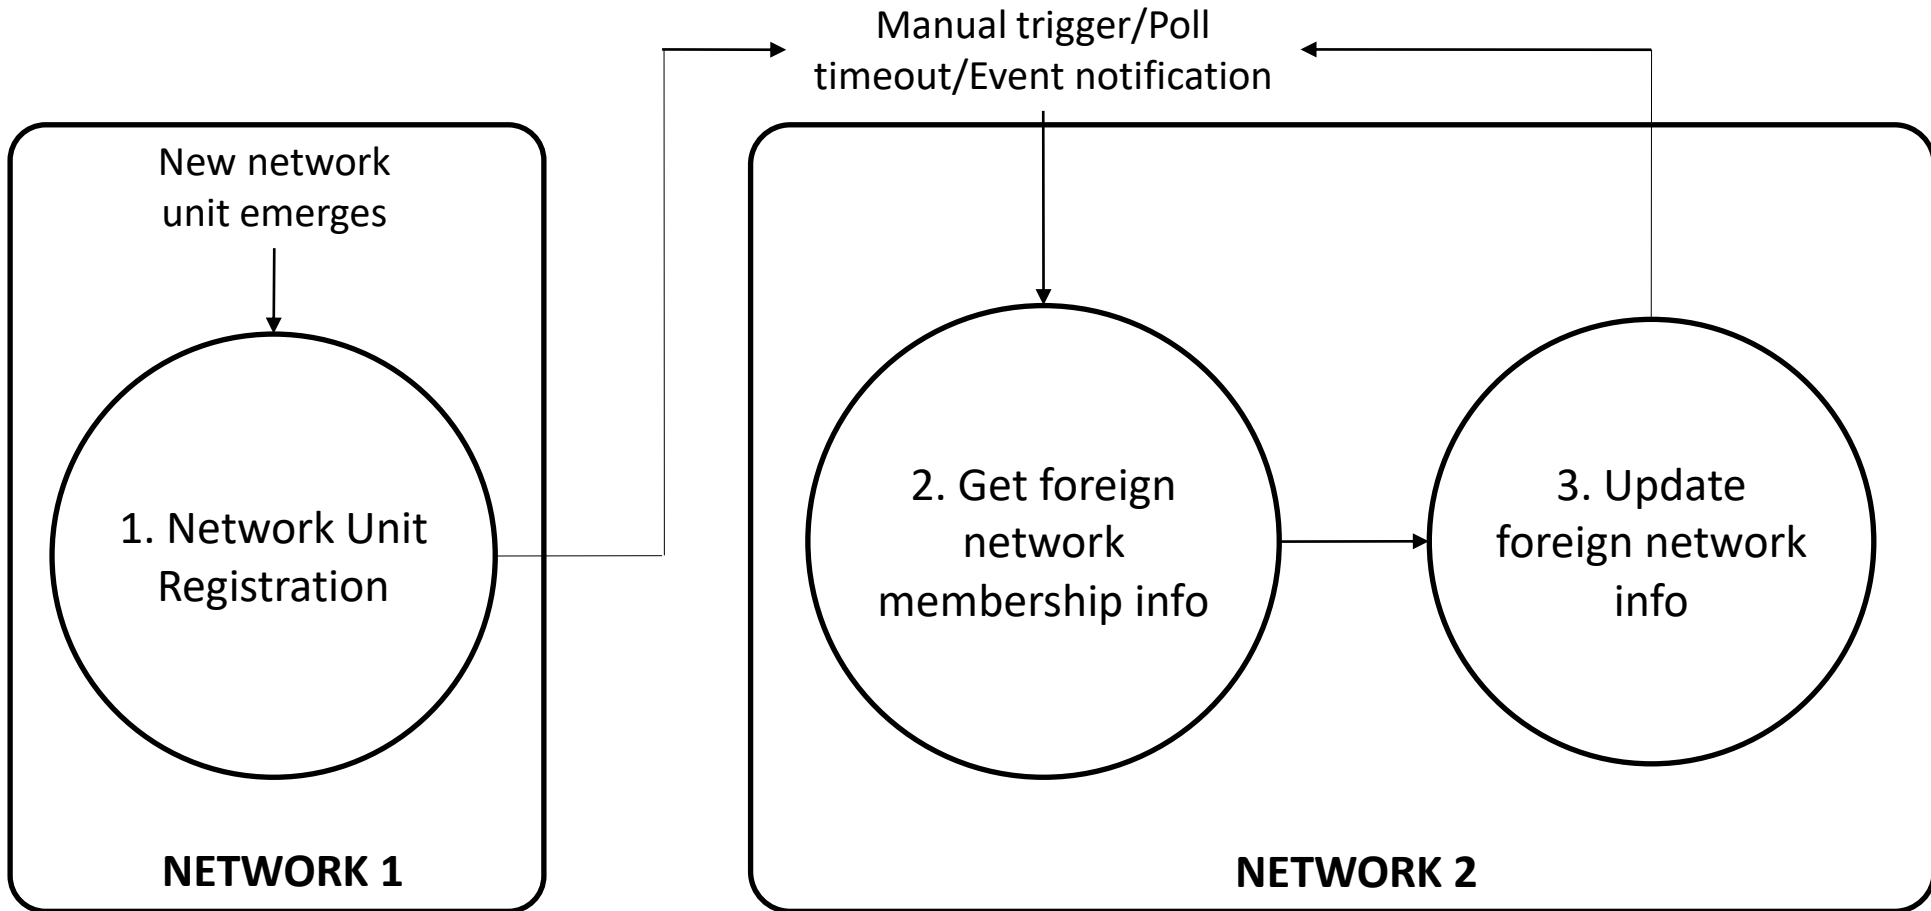 Manual trigger/Poll
timeout/Event notification
New network
unit emerges
1. Network Unit
Registration
NETWORK 1
2. Get foreign
network
membership info
3. Update
foreign network
info
NETWORK 2